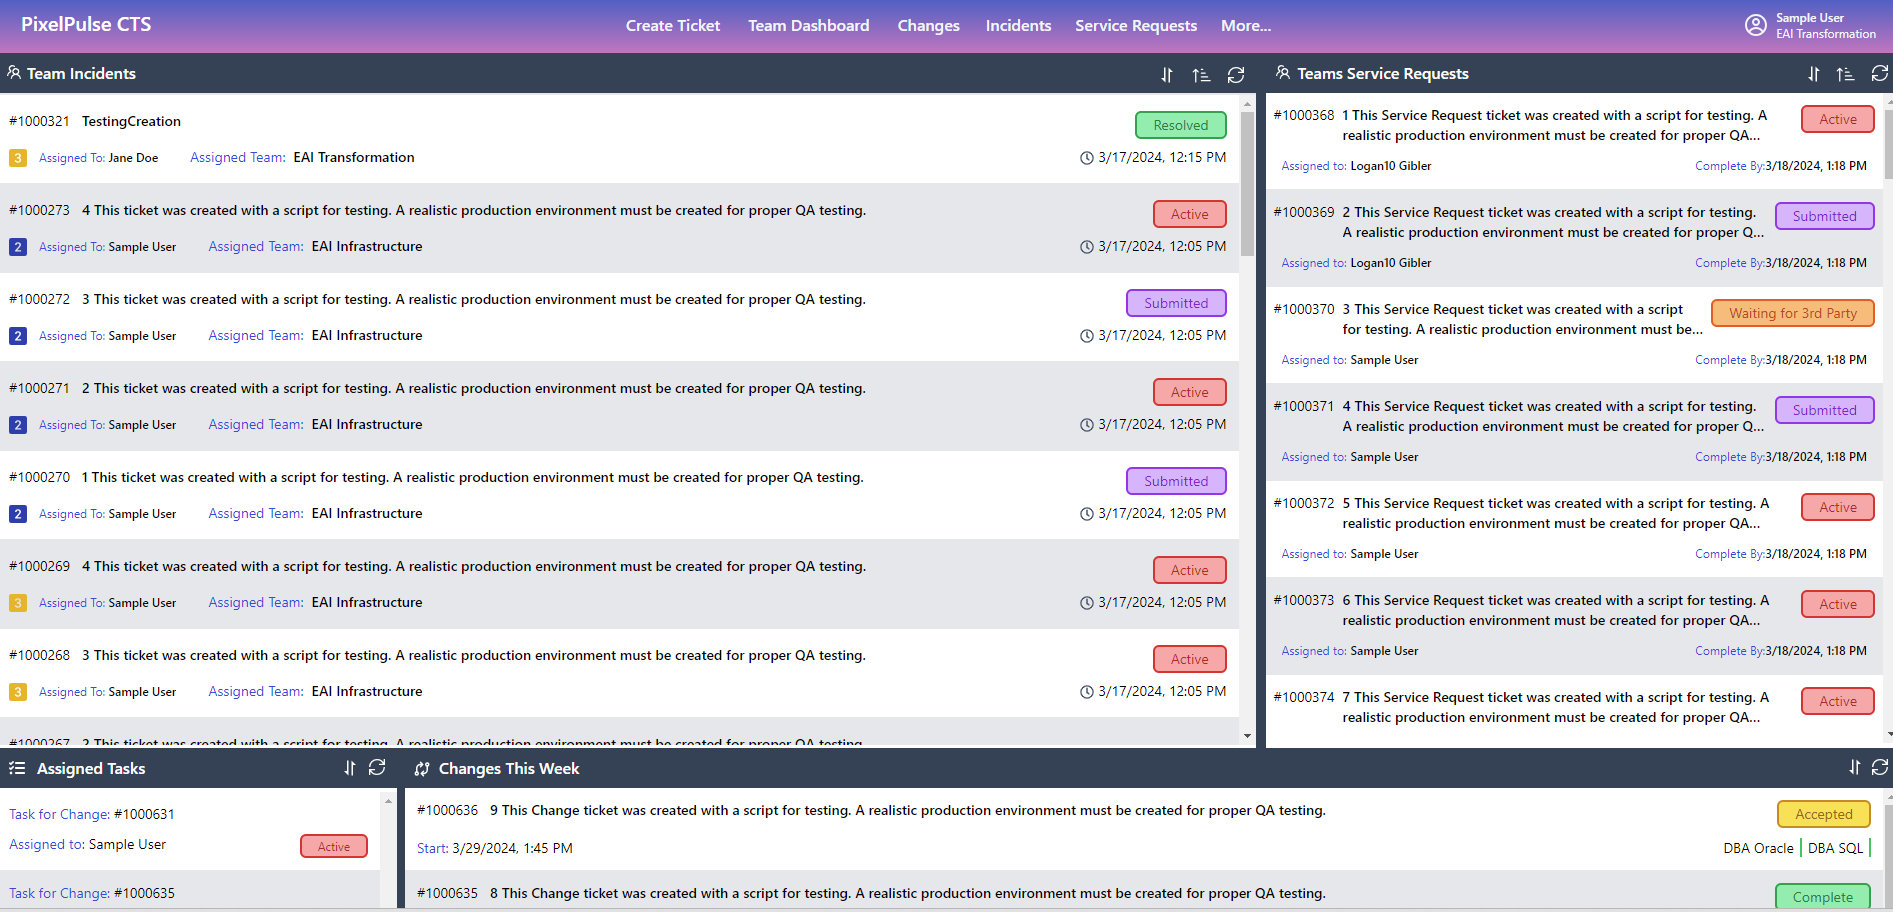 PixelPulse CTS
Create Ticket Team Dashboard Changes Incidents Service Requests More...
Sample User
EAI Transformation
Team Incidents
#1000321 TestingCreation
Resolved
3 Assigned To: Jane Doe Assigned Team: EAI Transformation
3/17/2024, 12:15 PM
#1000273 4 This ticket was created with a script for testing. A realistic production environment must be created for proper QA testing.
Active
2 Assigned To: Sample User Assigned Team: EAI Infrastructure
3/17/2024, 12:05 PM
#1000272 3 This ticket was created with a script for testing. A realistic production environment must be created for proper QA testing.
Submitted
2 Assigned To: Sample User Assigned Team: EAI Infrastructure
3/17/2024, 12:05 PM
#1000271 2 This ticket was created with a script for testing. A realistic production environment must be created for proper QA testing.
Active
2 Assigned To: Sample User Assigned Team: EAI Infrastructure
3/17/2024, 12:05 PM
#1000270 1 This ticket was created with a script for testing. A realistic production environment must be created for proper QA testing.
Submitted
2 Assigned To: Sample User Assigned Team: EAI Infrastructure
3/17/2024, 12:05 PM
#1000269 4 This ticket was created with a script for testing. A realistic production environment must be created for proper QA testing.
Active
3 Assigned To: Sample User Assigned Team: EAI Infrastructure
3/17/2024, 12:05 PM
#1000268 3 This ticket was created with a script for testing. A realistic production environment must be created for proper QA testing.
Active
3 Assigned To: Sample User Assigned Team: EAI Infrastructure
3/17/2024, 12:05 PM
#1000267 2 This ticket was created with a script for testing. A realistic production environment must be created for proper QA testing.
Teams Service Requests
#1000368 1 This Service Request ticket was created with a script for testing. A
realistic production environment must be created for proper QA...
Active
Assigned to: Logan10 Gibler
Complete By:3/18/2024, 1:18 PM
#1000369 2 This Service Request ticket was created with a script for testing.
A realistic production environment must be created for proper Q...
Submitted
Assigned to: Logan10 Gibler
Complete By:3/18/2024, 1:18 PM
#1000370 3 This Service Request ticket was created with a script
for testing. A realistic production environment must be...
Waiting for 3rd Party
Assigned to: Sample User
Complete By:3/18/2024, 1:18 PM
#1000371 4 This Service Request ticket was created with a script for testing.
A realistic production environment must be created for proper Q...
Submitted
Assigned to: Sample User
Complete By:3/18/2024, 1:18 PM
#1000372 5 This Service Request ticket was created with a script for testing. A
realistic production environment must be created for proper QA...
Active
Assigned to: Sample User
Complete By:3/18/2024, 1:18 PM
#1000373 6 This Service Request ticket was created with a script for testing. A
realistic production environment must be created for proper QA...
Active
Assigned to: Sample User
Complete By:3/18/2024, 1:18 PM
#1000374 7 This Service Request ticket was created with a script for testing. A
realistic production environment must be created for proper QA...
Active
Assigned Tasks
Task for Change: #1000631
Assigned to: Sample User
Active
Task for Change: #1000635
Changes This Week
#1000636 9 This Change ticket was created with a script for testing. A realistic production environment must be created for proper QA testing.
Accepted
Start: 3/29/2024, 1:45 PM
DBA Oracle DBA SQL
#1000635 8 This Change ticket was created with a script for testing. A realistic production environment must be created for proper QA testing.
Complete